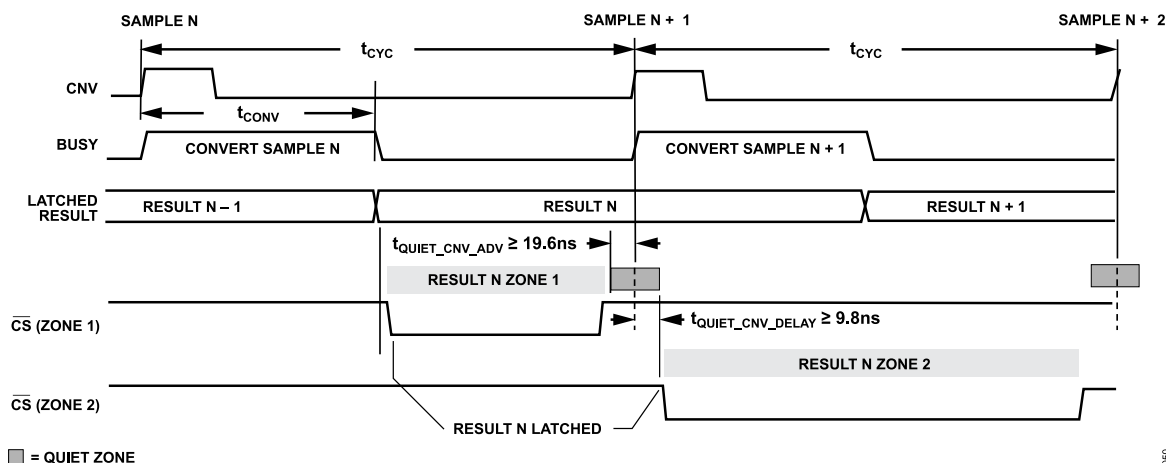 SAMPLE N
SAMPLE N + 1
SAMPLE N + 2
tCYC
tCYC
CNV
tCONV
BUSY
CONVERT SAMPLE N
CONVERT SAMPLE N + 1
LATCHED
RESULT
RESULT N – 1
RESULT N
RESULT N + 1
tQUIET_CNV_ADV ≥ 19.6ns
RESULT N ZONE 1
CS (ZONE 1)
tQUIET_CNV_DELAY ≥ 9.8ns
RESULT N ZONE 2
CS (ZONE 2)
RESULT N LATCHED
= QUIET ZONE